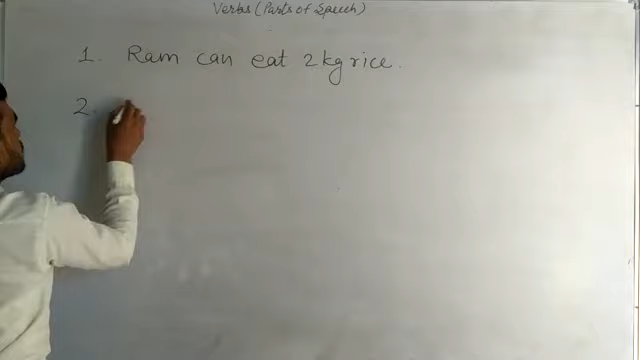 Verbs (Parts of Speech)
1. Ram can eat 2kg rice.
2.